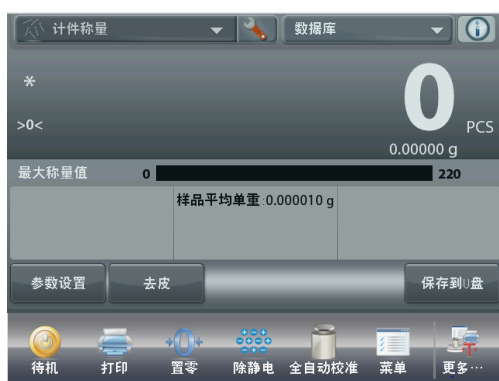 计件称量 数据库
*
0
>0<
PCS
0.00000 g
最大称量值 0 220
样品平均单重:0.000010 g
参数设置 去皮 保存到U盘
待机 打印 置零 除静电 全自动校准 菜单 更多…